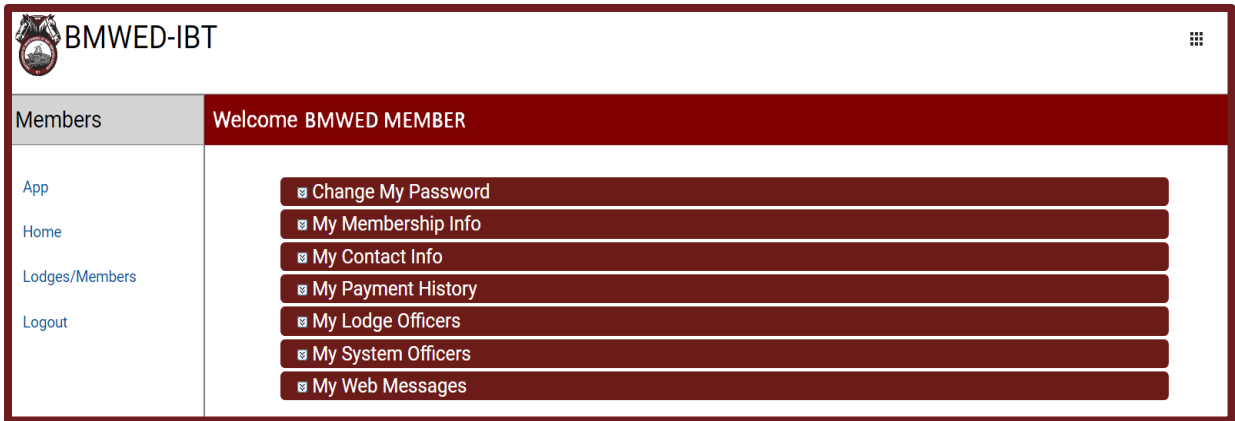 BMWED-IBT
Members
Welcome BMWED MEMBER
App
Home
Lodges/Members
Logout
Change My Password
My Membership Info
My Contact Info
My Payment History
My Lodge Officers
My System Officers
My Web Messages